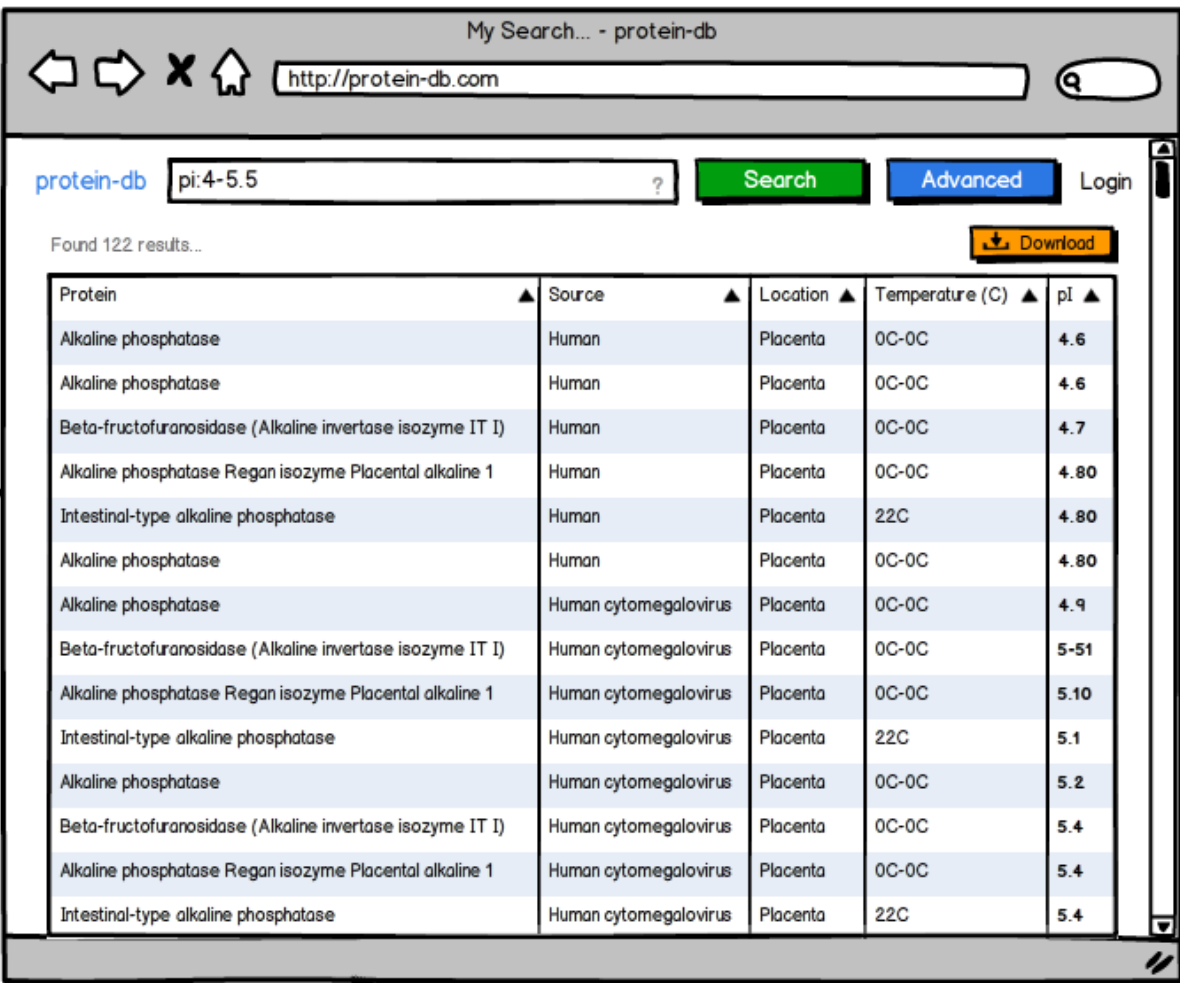 My Search... - protein-db
http://protein-db.com
protein-db pi:4-5.5 ? Search Advanced Login
Found 122 results... Download
Protein Source Location Temperature (C) pI
Alkaline phosphatase Human Placenta 0C-0C 4.6
Alkaline phosphatase Human Placenta 0C-0C 4.6
Beta-fructofuranosidase (Alkaline invertase isozyme IT I) Human Placenta 0C-0C 4.7
Alkaline phosphatase Regan isozyme Placental alkaline 1 Human Placenta 0C-0C 4.80
Intestinal-type alkaline phosphatase Human Placenta 22C 4.80
Alkaline phosphatase Human Placenta 0C-0C 4.80
Alkaline phosphatase Human cytomegalovirus Placenta 0C-0C 4.9
Beta-fructofuranosidase (Alkaline invertase isozyme IT I) Human cytomegalovirus Placenta 0C-0C 5-51
Alkaline phosphatase Regan isozyme Placental alkaline 1 Human cytomegalovirus Placenta 0C-0C 5.10
Intestinal-type alkaline phosphatase Human cytomegalovirus Placenta 22C 5.1
Alkaline phosphatase Human cytomegalovirus Placenta 0C-0C 5.2
Beta-fructofuranosidase (Alkaline invertase isozyme IT I) Human cytomegalovirus Placenta 0C-0C 5.4
Alkaline phosphatase Regan isozyme Placental alkaline 1 Human cytomegalovirus Placenta 0C-0C 5.4
Intestinal-type alkaline phosphatase Human cytomegalovirus Placenta 22C 5.4